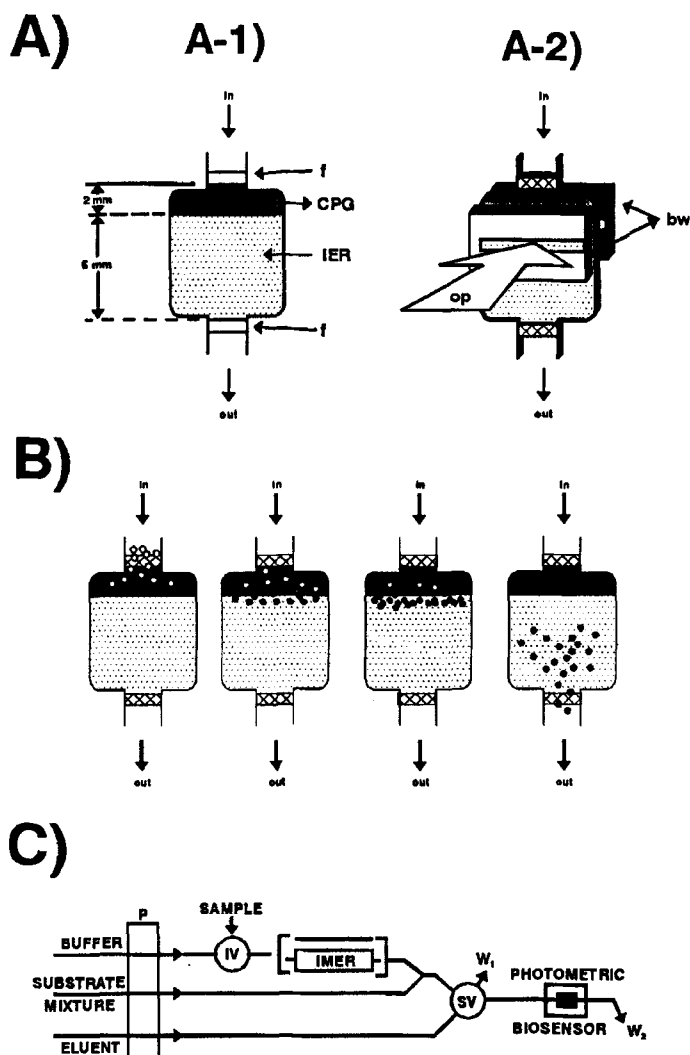 A)
A-1)
A-2)
in
in
f
2 mm
CPG
bw
IER
6 mm
op
f
out
out
B)
in
in
in
in
out
out
out
out
C)
P
SAMPLE
BUFFER
IV
IMER
W₁
SUBSTRATE
MIXTURE
SV
PHOTOMETRIC
BIOSENSOR
W₂
ELUENT